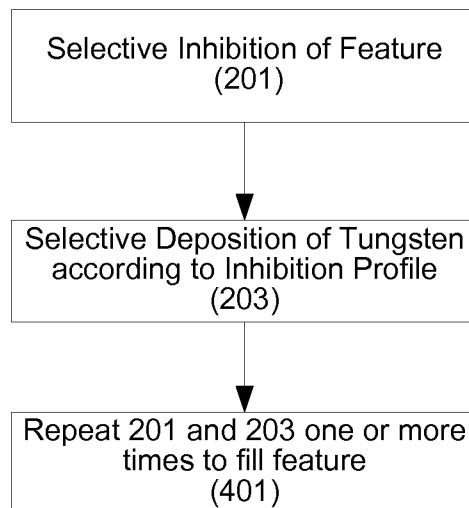 Selective Inhibition of Feature
(201)
Selective Deposition of Tungsten
according to Inhibition Profile
(203)
Repeat 201 and 203 one or more
times to fill feature
(401)